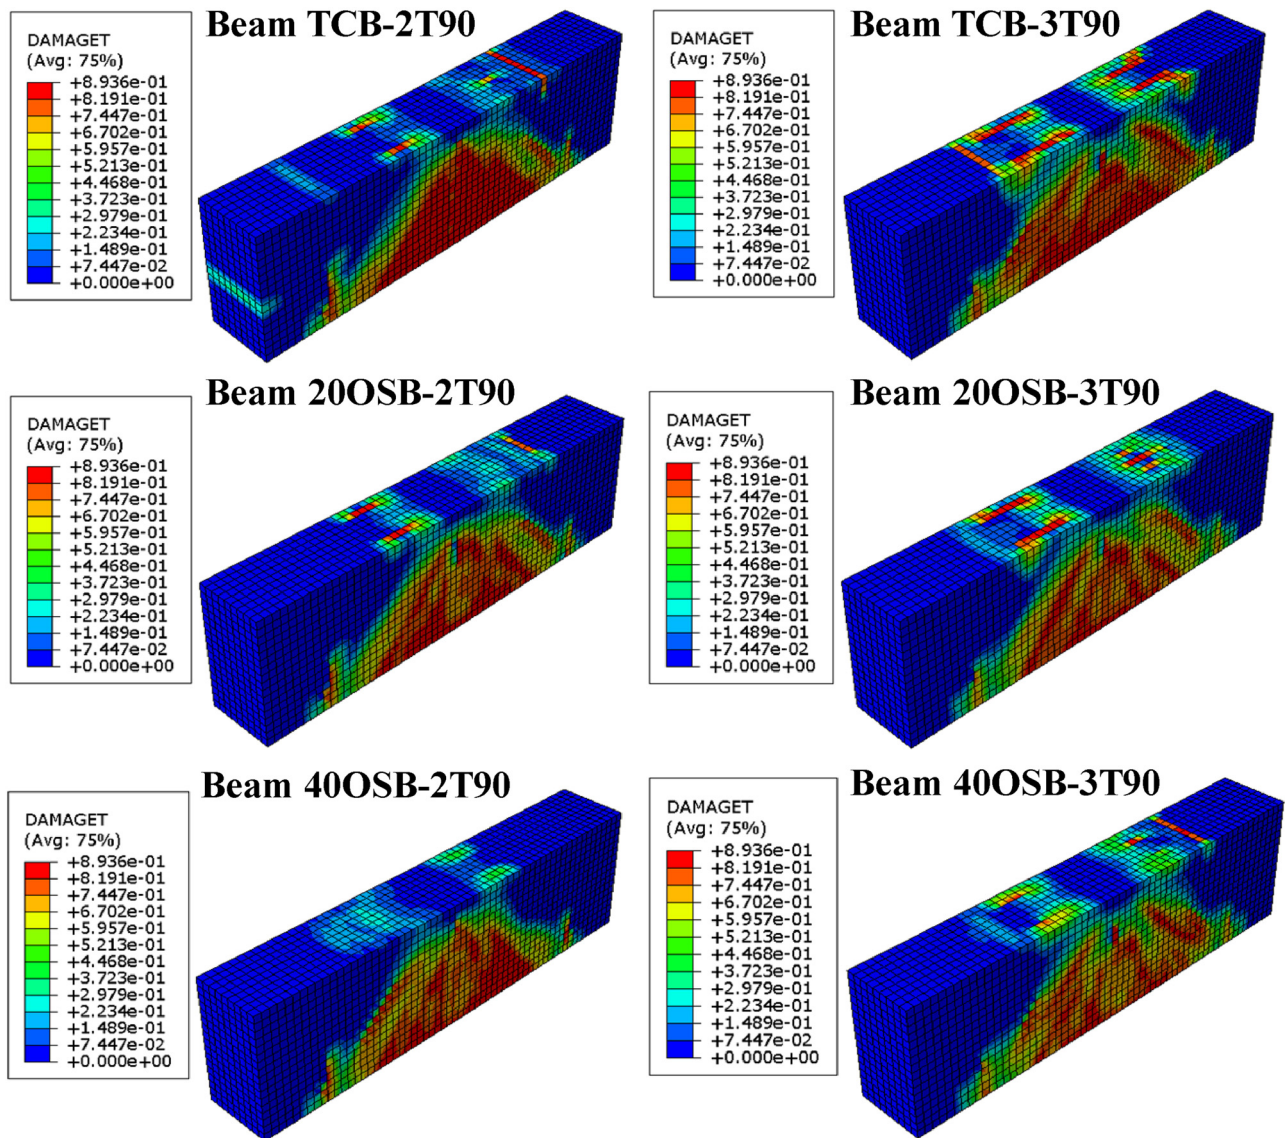 Beam TCB-2T90
DAMAGET
(Avg: 75%)
+8.936e-01
+8.191e-01
+7.447e-01
+6.702e-01
+5.957e-01
+5.213e-01
+4.468e-01
+3.723e-01
+2.979e-01
+2.234e-01
+1.489e-01
+7.447e-02
+0.000e+00
Beam TCB-3T90
DAMAGET
(Avg: 75%)
+8.936e-01
+8.191e-01
+7.447e-01
+6.702e-01
+5.957e-01
+5.213e-01
+4.468e-01
+3.723e-01
+2.979e-01
+2.234e-01
+1.489e-01
+7.447e-02
+0.000e+00
Beam 20OSB-2T90
DAMAGET
(Avg: 75%)
+8.936e-01
+8.191e-01
+7.447e-01
+6.702e-01
+5.957e-01
+5.213e-01
+4.468e-01
+3.723e-01
+2.979e-01
+2.234e-01
+1.489e-01
+7.447e-02
+0.000e+00
Beam 20OSB-3T90
DAMAGET
(Avg: 75%)
+8.936e-01
+8.191e-01
+7.447e-01
+6.702e-01
+5.957e-01
+5.213e-01
+4.468e-01
+3.723e-01
+2.979e-01
+2.234e-01
+1.489e-01
+7.447e-02
+0.000e+00
Beam 40OSB-2T90
DAMAGET
(Avg: 75%)
+8.936e-01
+8.191e-01
+7.447e-01
+6.702e-01
+5.957e-01
+5.213e-01
+4.468e-01
+3.723e-01
+2.979e-01
+2.234e-01
+1.489e-01
+7.447e-02
+0.000e+00
Beam 40OSB-3T90
DAMAGET
(Avg: 75%)
+8.936e-01
+8.191e-01
+7.447e-01
+6.702e-01
+5.957e-01
+5.213e-01
+4.468e-01
+3.723e-01
+2.979e-01
+2.234e-01
+1.489e-01
+7.447e-02
+0.000e+00